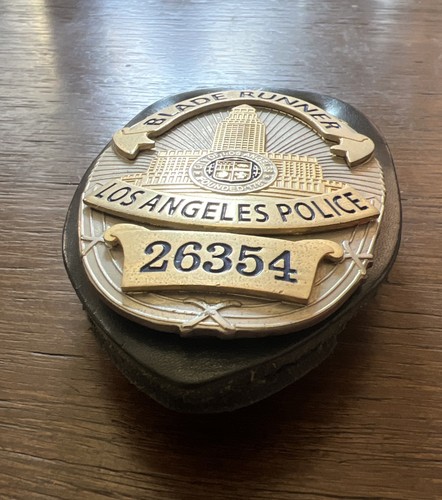 BLADE RUNNER
LOS ANGELES POLICE
26354